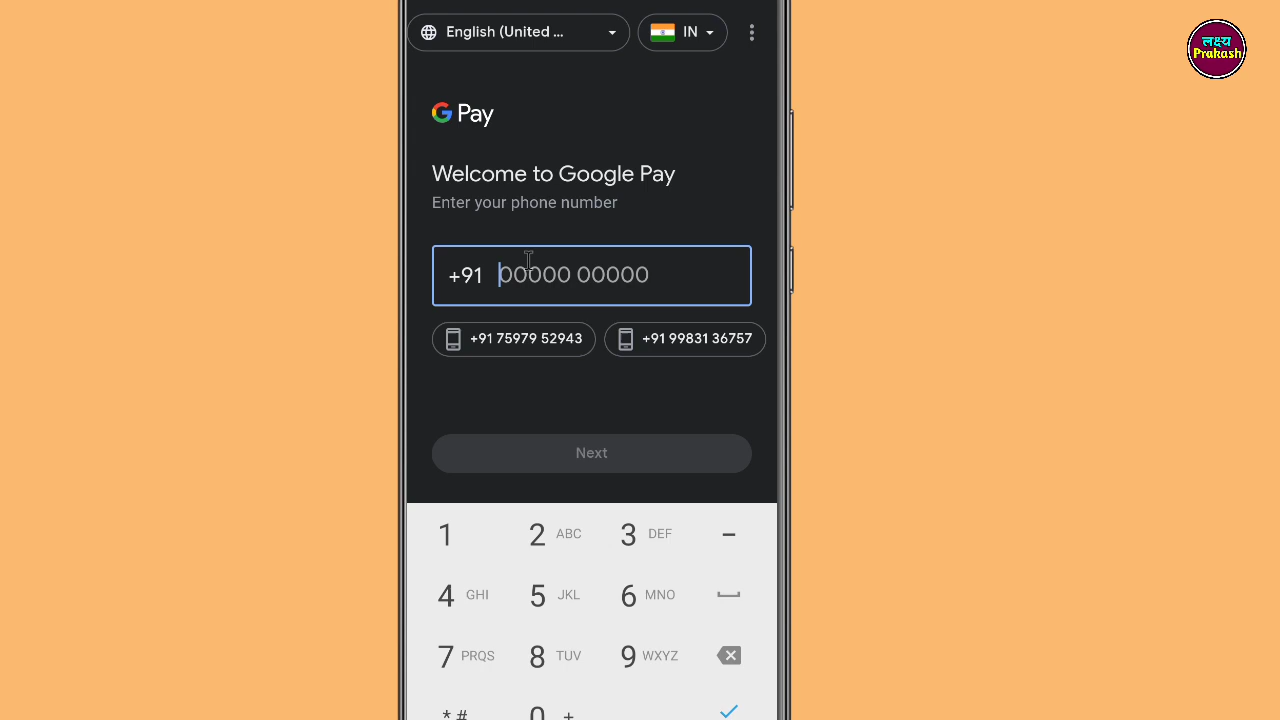 English (United ...
IN
लक्ष्य
Prakash
G Pay
Welcome to Google Pay
Enter your phone number
+91 00000 00000
+91 75979 52943
+91 99831 36757
Next
1 2 ABC 3 DEF -
4 GHI 5 JKL 6 MNO
7 PRQS 8 TUV 9 WXYZ
* # 0 +